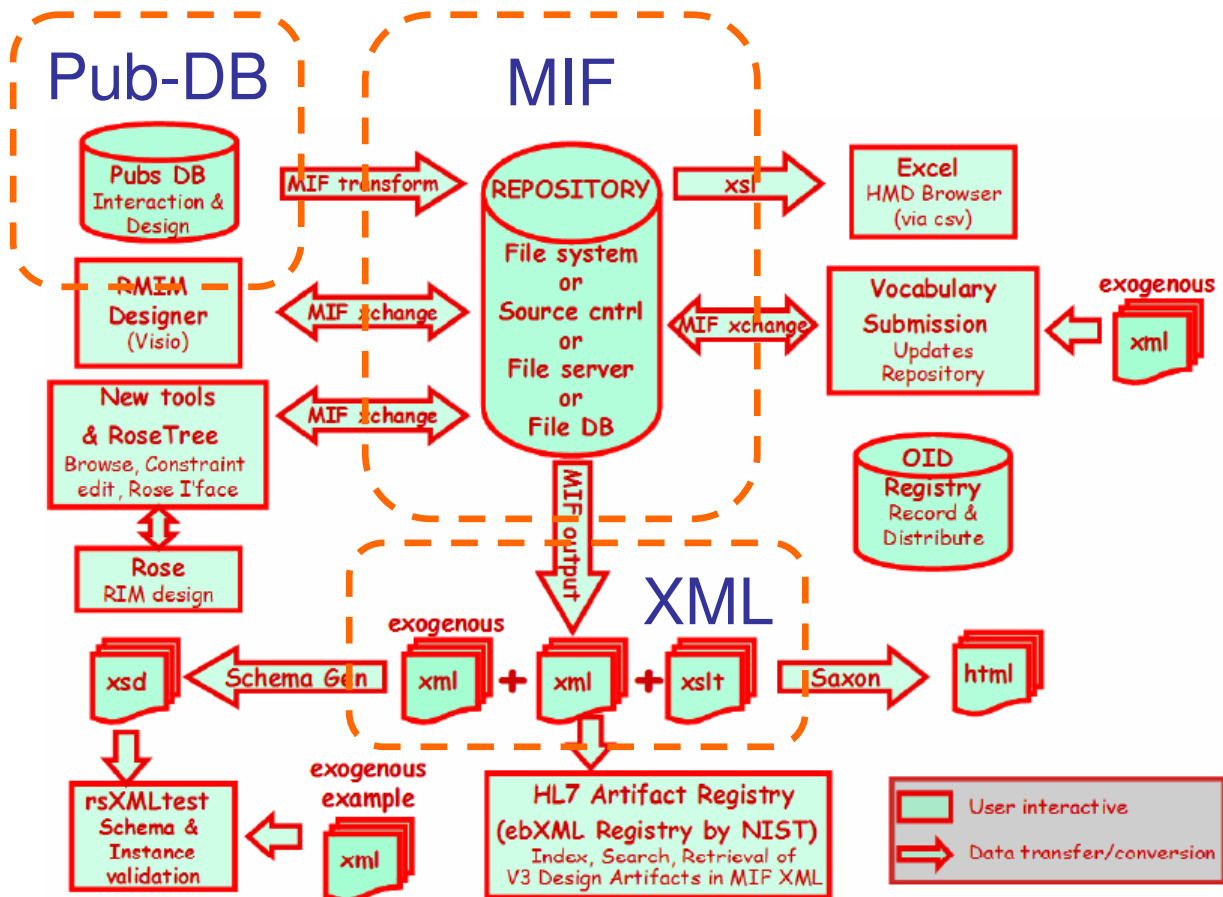 Pub-DB
MIF
Pubs DB
Interaction &
Design
MIF transform
REPOSITORY
File system
or
Source cntrl
or
File server
or
File DB
xsl
Excel
HMD Browser
(via csv)
RMIM
Designer
(Visio)
MIF xchange
MIF xchange
Vocabulary
Submission
Updates
Repository
exogenous
xml
New tools
& RoseTree
Browse, Constraint
edit, Rose I'face
MIF xchange
OID
Registry
Record &
Distribute
MIF output
Rose
RIM design
XML
exogenous
xsd
Schema Gen
xml
+
xml
+
xslt
Saxon
html
rsXMLtest
Schema &
Instance
validation
exogenous
example
xml
HL7 Artifact Registry
(ebXML Registry by NIST)
Index, Search, Retrieval of
V3 Design Artifacts in MIF XML
User interactive
Data transfer/conversion